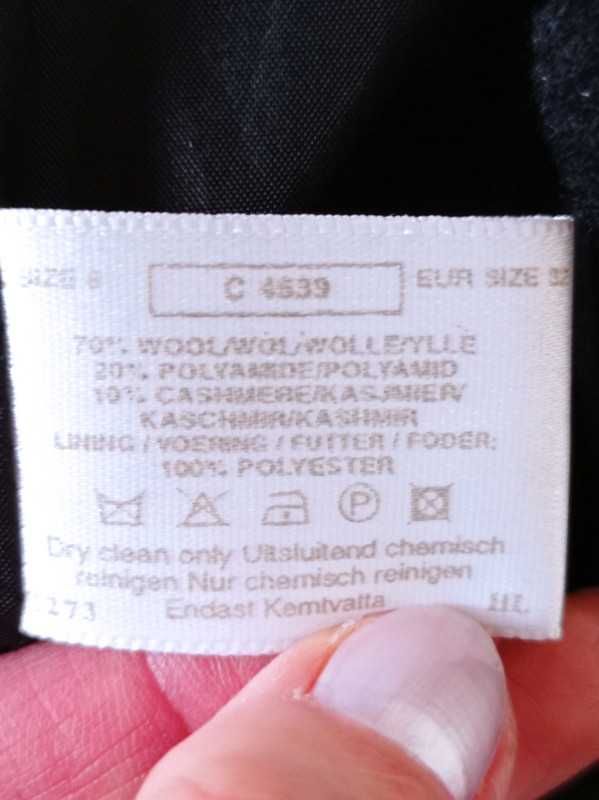 SIZE 6 C 4639 EUR SIZE 32
70% WOOL/WOL/WOLLE/YLLE
20% POLYAMIDE/POLYAMID
10% CASHMERE/KASJMIER/
KASCHMIR/KASHMIR
LINING / VOERING / FUTTER / FODER:
100% POLYESTER
P
Dry clean only Uitsluitend chemisch
reinigen Nur chemisch reinigen
273 Endast Kemtvätta HL